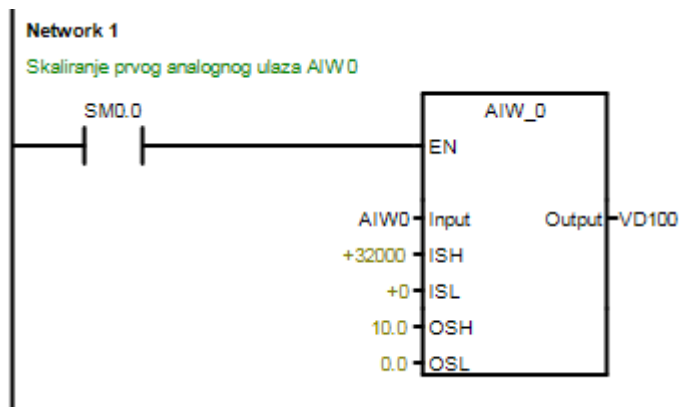 Network 1
Skaliranje prvog analognog ulaza AIW0
SM0.0
AIW_0
EN
AIW0 Input Output VD100
+32000 ISH
+0 ISL
10.0 OSH
0.0 OSL